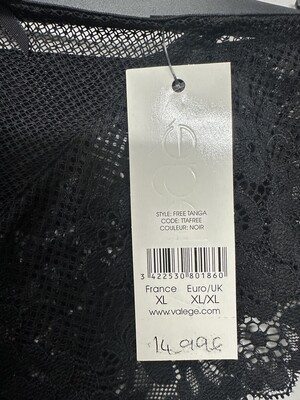 STYLE: FREE TANGA
CODE: TTAFREE
COULEUR: NOIR
3 422530 801860
France Euro/UK
XL XL/XL
www.valege.com
14,99€